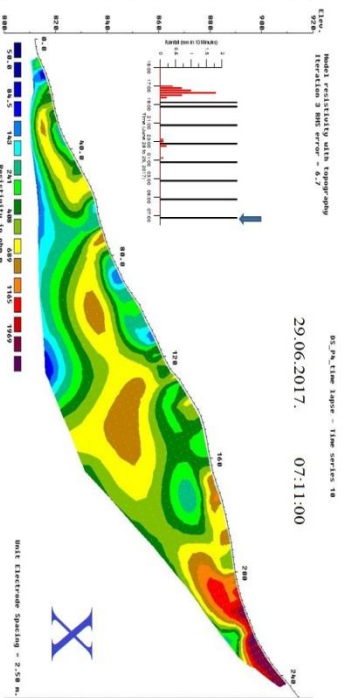 DS_P4_time lapse - Time series 10
Model resistivity with topography
Iteration 3 RMS error = 6.7
Elev.
920
900
880
860
840
820
800
29.06.2017. 07:11:00
0.0
40.0
80.0
120
160
200
240
X
50.0 84.5 143 241 408 689 1165 1969
Resistivity in ohm.m
Unit Electrode Spacing = 2.50 m.